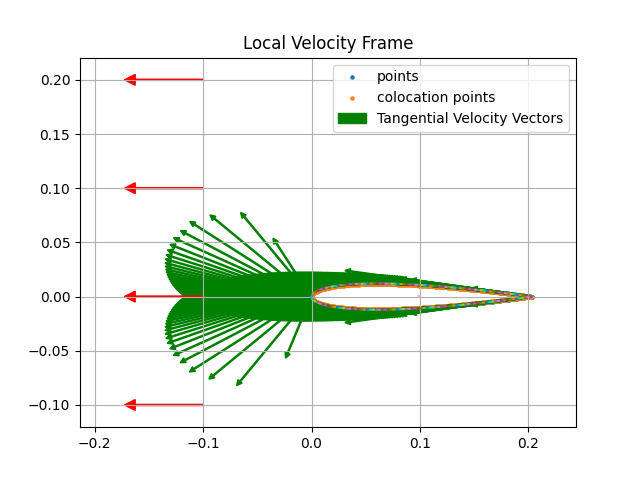 Local Velocity Frame
points
colocation points
Tangential Velocity Vectors
0.20
0.15
0.10
0.05
0.00
−0.05
−0.10
−0.2 −0.1 0.0 0.1 0.2